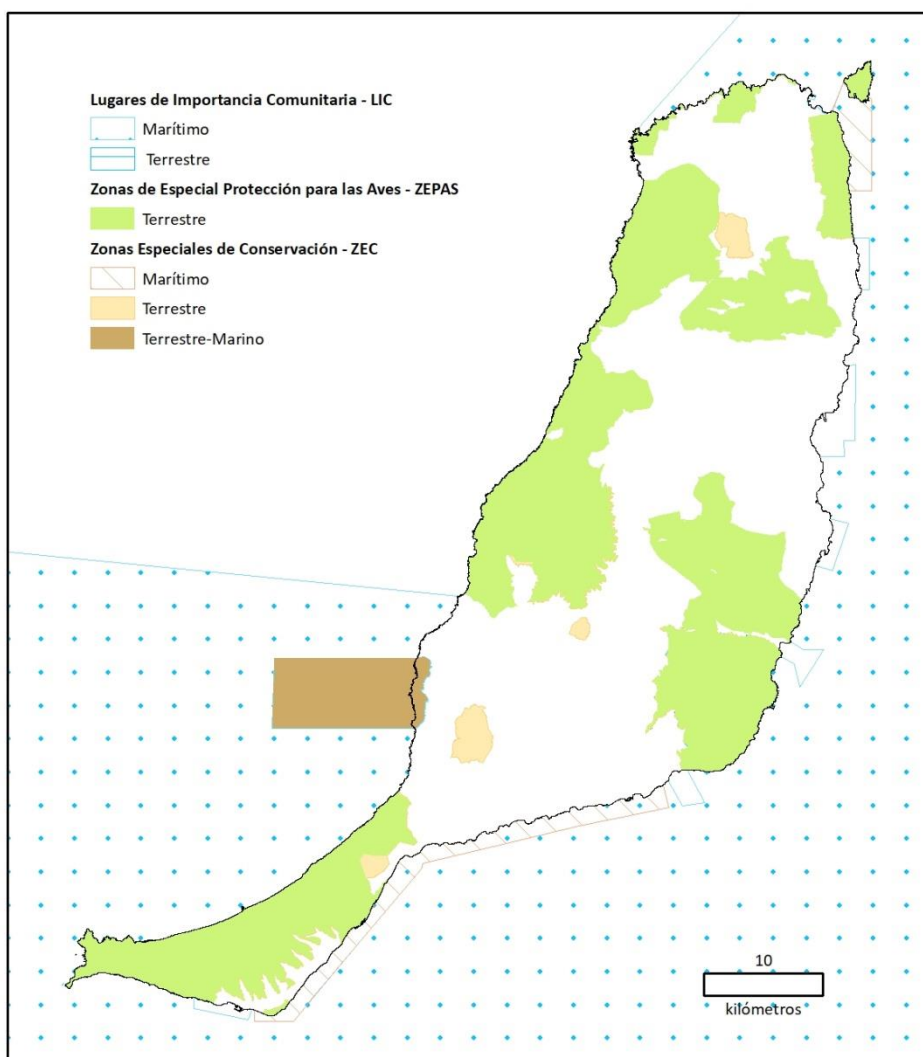 Lugares de Importancia Comunitaria - LIC
Marítimo
Terrestre
Zonas de Especial Protección para las Aves - ZEPAS
Terrestre
Zonas Especiales de Conservación - ZEC
Marítimo
Terrestre
Terrestre-Marino
10
kilómetros